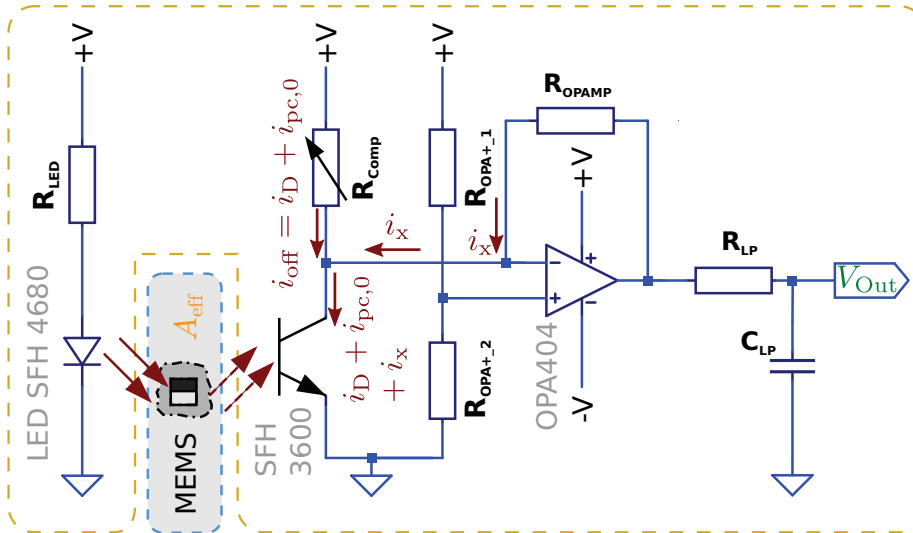 +V
+V
+V
R_LED
LED SFH 4680
A_eff
MEMS
i_off = i_D + i_pc,0
R_Comp
i_x
i_D + i_pc,0
+ i_x
SFH
3600
R_OPA+_1
R_OPA+_2
i_x
R_OPAMP
+V
-
+
+
-
-V
OPA404
R_LP
C_LP
V_Out